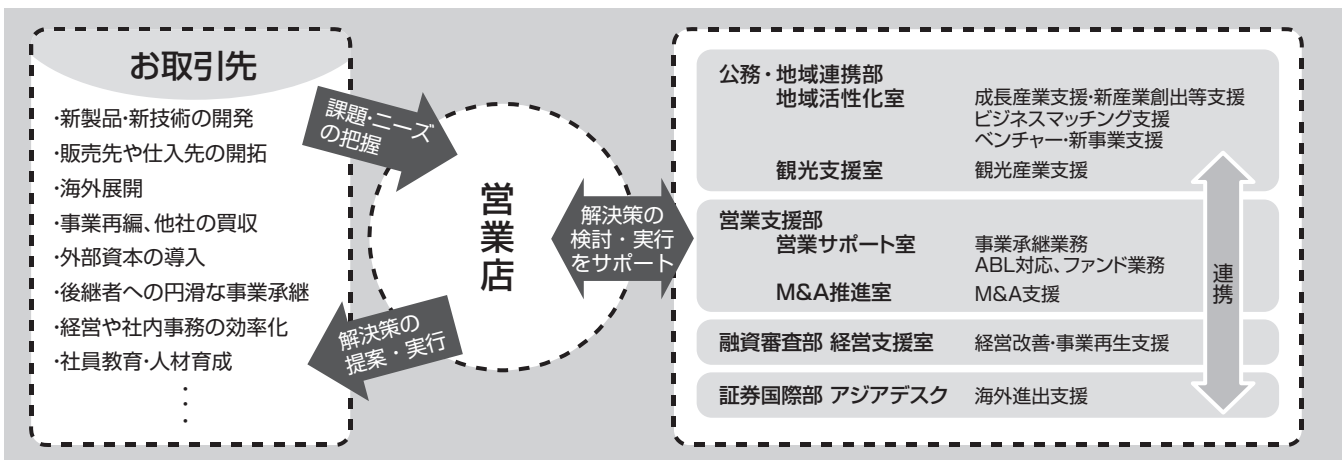 お取引先
・新製品・新技術の開発
・販売先や仕入先の開拓
・海外展開
・事業再編、他社の買収
・外部資本の導入
・後継者への円滑な事業承継
・経営や社内事務の効率化
・社員教育・人材育成
・
・
・
課題・ニーズ
の把握
営業店
解決策の
提案・実行
解決策の
検討・実行
をサポート
公務・地域連携部
地域活性化室 成長産業支援・新産業創出等支援
ビジネスマッチング支援
ベンチャー・新事業支援
観光支援室 観光産業支援
営業支援部
営業サポート室 事業承継業務
ABL対応、ファンド業務
M&A推進室 M&A支援
融資審査部 経営支援室 経営改善・事業再生支援
証券国際部 アジアデスク 海外進出支援
連携